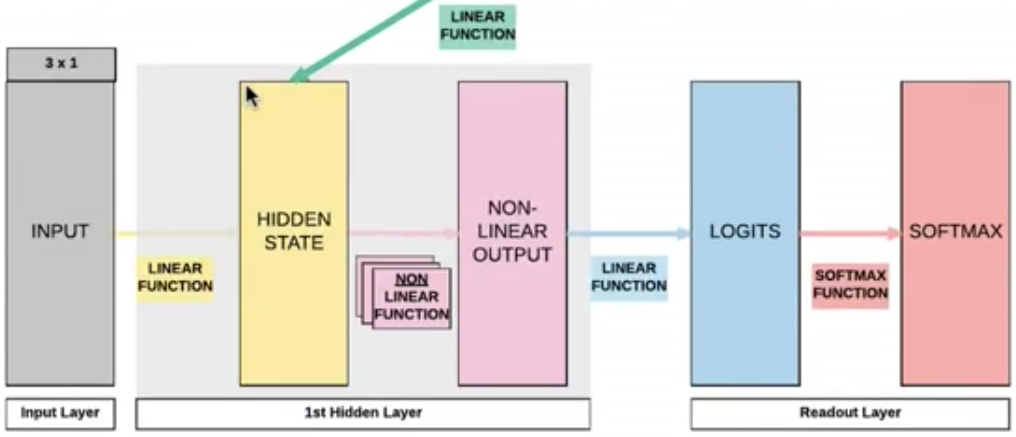 LINEAR
FUNCTION
3 x 1
INPUT
LINEAR
FUNCTION
HIDDEN
STATE
NON
LINEAR
FUNCTION
NON-
LINEAR
OUTPUT
LINEAR
FUNCTION
LOGITS
SOFTMAX
FUNCTION
SOFTMAX
Input Layer
1st Hidden Layer
Readout Layer